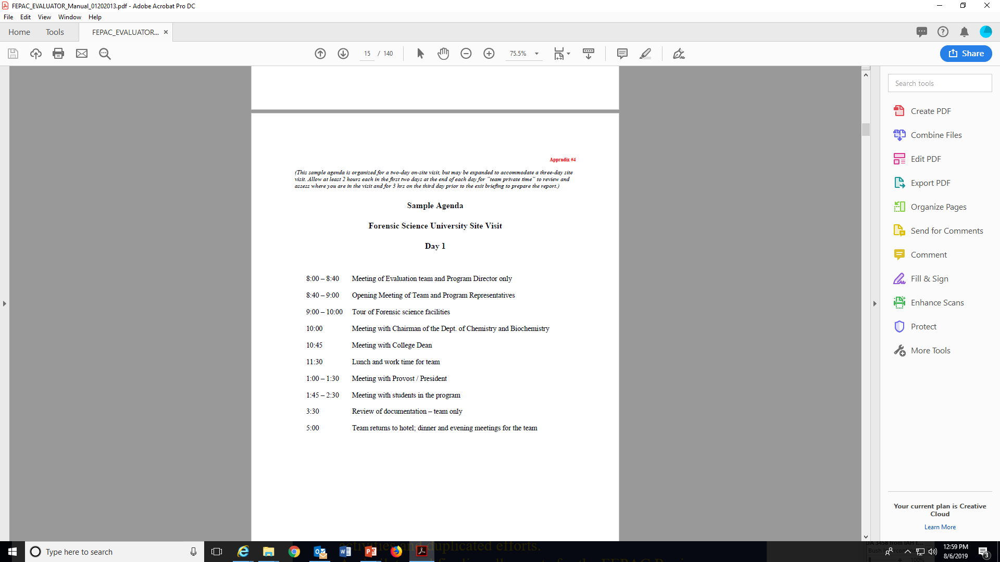 FEPAC_EVALUATOR_Manual_01202013.pdf - Adobe Acrobat Pro DC
File Edit View Window Help
Home Tools FEPAC_EVALUATOR... ×
15 / 140 75.5% Share
Search tools
Create PDF
Combine Files
Edit PDF
Export PDF
Organize Pages
Send for Comments
Comment
Fill & Sign
Enhance Scans
Protect
More Tools
Your current plan is Creative
Cloud
Learn More
Apprndix #4
(This sample agenda is organized for a two-day on-site visit, but may be expanded to accommodate a three-day site
visit. Allow at least 2 hours each in the first two days at the end of each day for “team private time” to review and
assess where you are in the visit and for 3 hrs on the third day prior to the exit briefing to prepare the report.)
Sample Agenda
Forensic Science University Site Visit
Day 1
8:00 – 8:40 Meeting of Evaluation team and Program Director only
8:40 – 9:00 Opening Meeting of Team and Program Representatives
9:00 – 10:00 Tour of Forensic science facilities
10:00 Meeting with Chairman of the Dept. of Chemistry and Biochemistry
10:45 Meeting with College Dean
11:30 Lunch and work time for team
1:00 – 1:30 Meeting with Provost / President
1:45 – 2:30 Meeting with students in the program
3:30 Review of documentation – team only
5:00 Team returns to hotel; dinner and evening meetings for the team
activities and duplicated efforts.
Type here to search
12:59 PM
8/6/2019
3